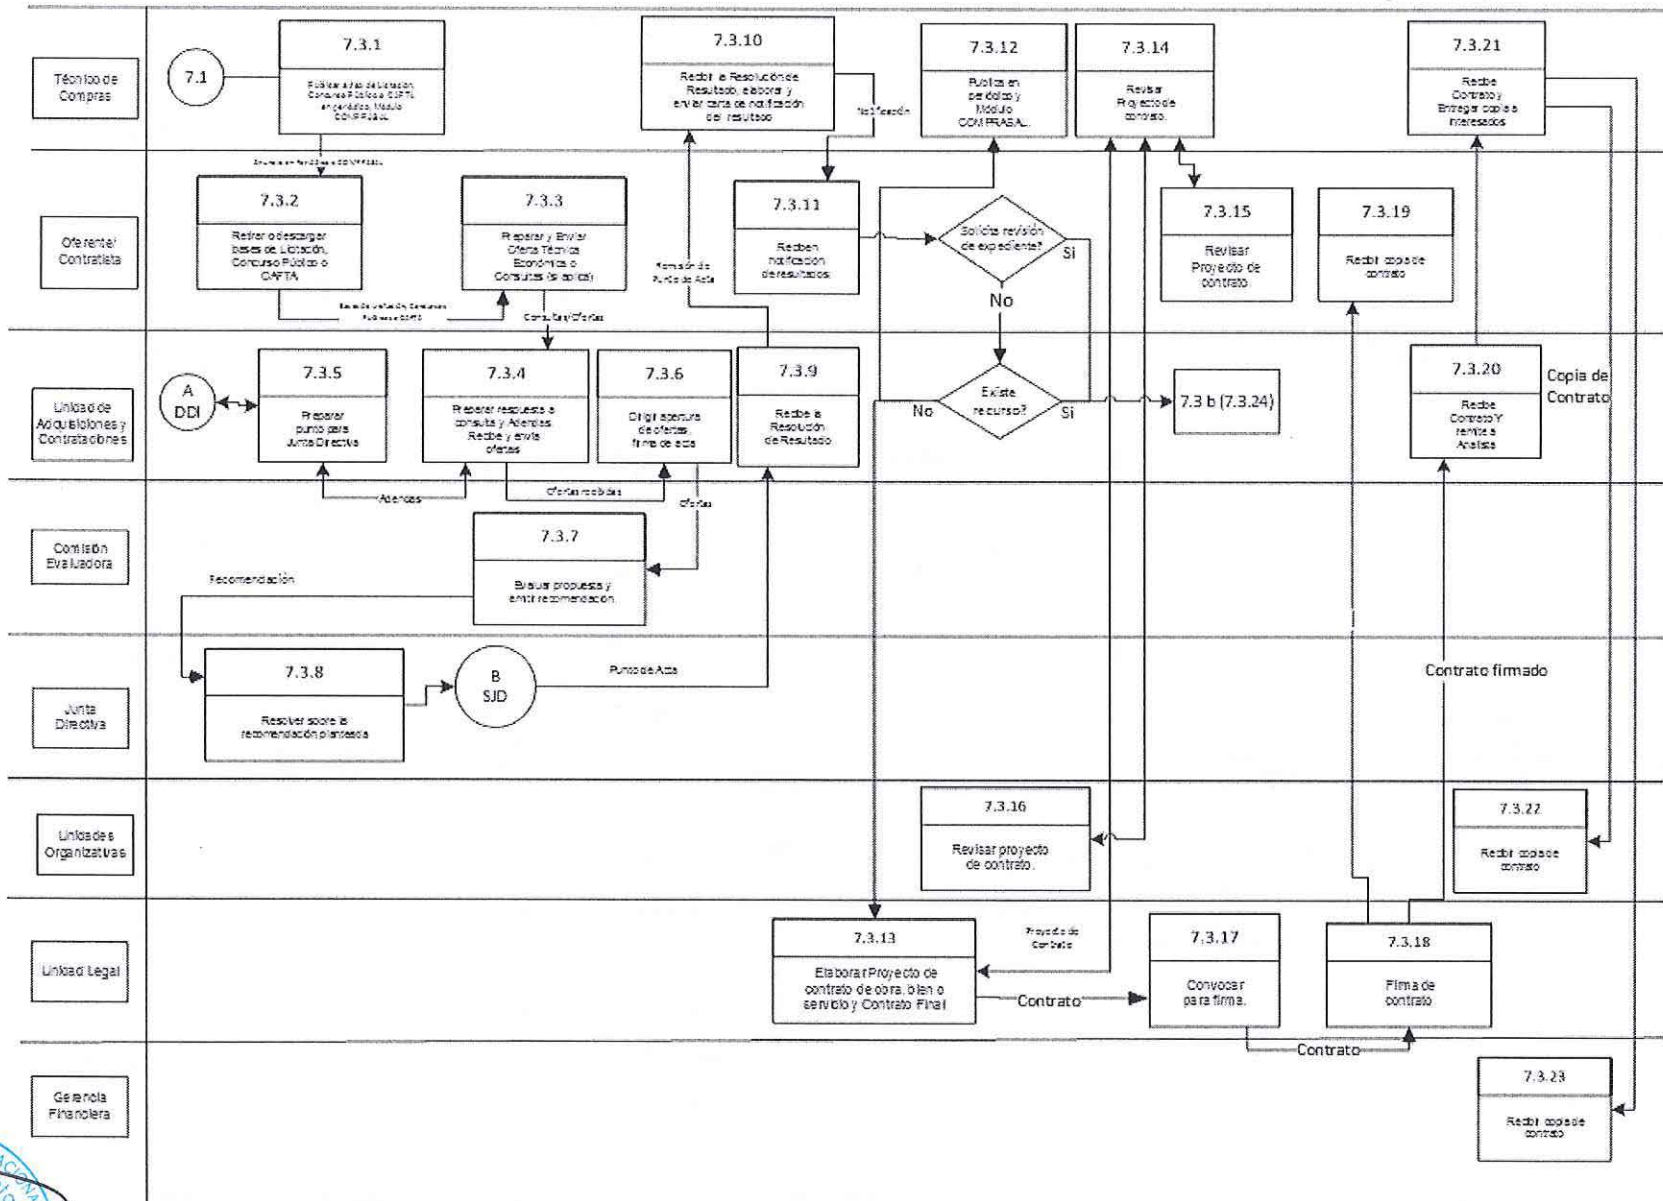 Técnico de
Compras
7.1
7.3.1
Publicar aviso de Licitación,
Concurso Público o CAFTA,
en periódico, Módulo
COMPRASAL
7.3.10
Recibir la Resolución de
Resultado, elaborar y
enviar carta de notificación
del resultado
Notificación
7.3.12
Publica en
periódico y
Módulo
COMPRASAL.
7.3.14
Revisar
Proyecto de
contrato.
7.3.21
Recibe
Contrato y
Entregar copia a
interesados
Oferente/
Contratista
7.3.2
Retirar o descargar
bases de Licitación,
Concurso Público o
CAFTA
7.3.3
Preparar y Enviar
Oferta Técnica
Económica o
Consultas (si aplica)
Consultas/Ofertas
Remisión de
Punto de Acta
7.3.11
Reciben
notificación
de resultados
Solicita revisión
de expediente?
Si
No
7.3.15
Revisar
Proyecto de
contrato
7.3.19
Recibir copia de
contrato
Unidad de
Adquisiciones y
Contrataciones
A
DDI
7.3.5
Preparar
punto para
Junta Directiva
7.3.4
Preparar respuesta a
consulta y Adendas
Recibe y envía
ofertas
7.3.6
Dirigir apertura
de ofertas,
firma de acta
7.3.9
Recibe la
Resolución
de Resultado
No
Existe
recurso?
Si
7.3 b (7.3.24)
7.3.20
Recibe
Contrato Y
remite a
Analista
Copia de
Contrato
Adendas
Ofertas recibidas
Ofertas
Comisión
Evaluadora
7.3.7
Evaluar propuesta y
emitir recomendación.
Recomendación
Junta
Directiva
7.3.8
Resolver sobre la
recomendación planteada
B
SJD
Punto de Acta
Contrato firmado
Unidades
Organizativas
7.3.16
Revisar proyecto
de contrato.
7.3.22
Recibir copia de
contrato
Unidad Legal
7.3.13
Elaborar Proyecto de
contrato de obra, bien o
servicio y Contrato Final
Proyecto de
Contrato
Contrato
7.3.17
Convocar
para firma.
7.3.18
Firma de
contrato
Contrato
Gerencia
Financiera
7.3.23
Recibir copia de
contrato